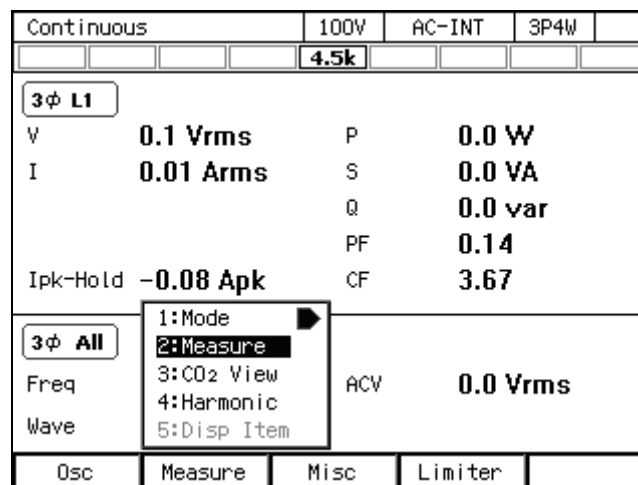 Continuous 100V AC-INT 3P4W
4.5k
3φ L1
V 0.1 Vrms P 0.0 W
I 0.01 Arms S 0.0 VA
Q 0.0 var
PF 0.14
Ipk-Hold -0.08 Apk CF 3.67
1:Mode
2:Measure
3:CO₂ View
4:Harmonic
5:Disp Item
3φ All
Freq ACV 0.0 Vrms
Wave
Osc Measure Misc Limiter